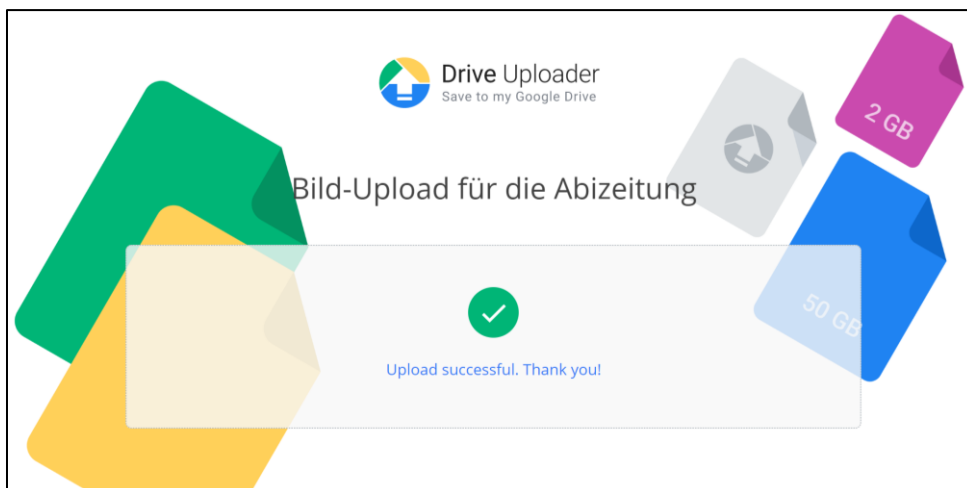 Drive Uploader
Save to my Google Drive
2 GB
Bild-Upload für die Abizeitung
50 GB
Upload successful. Thank you!